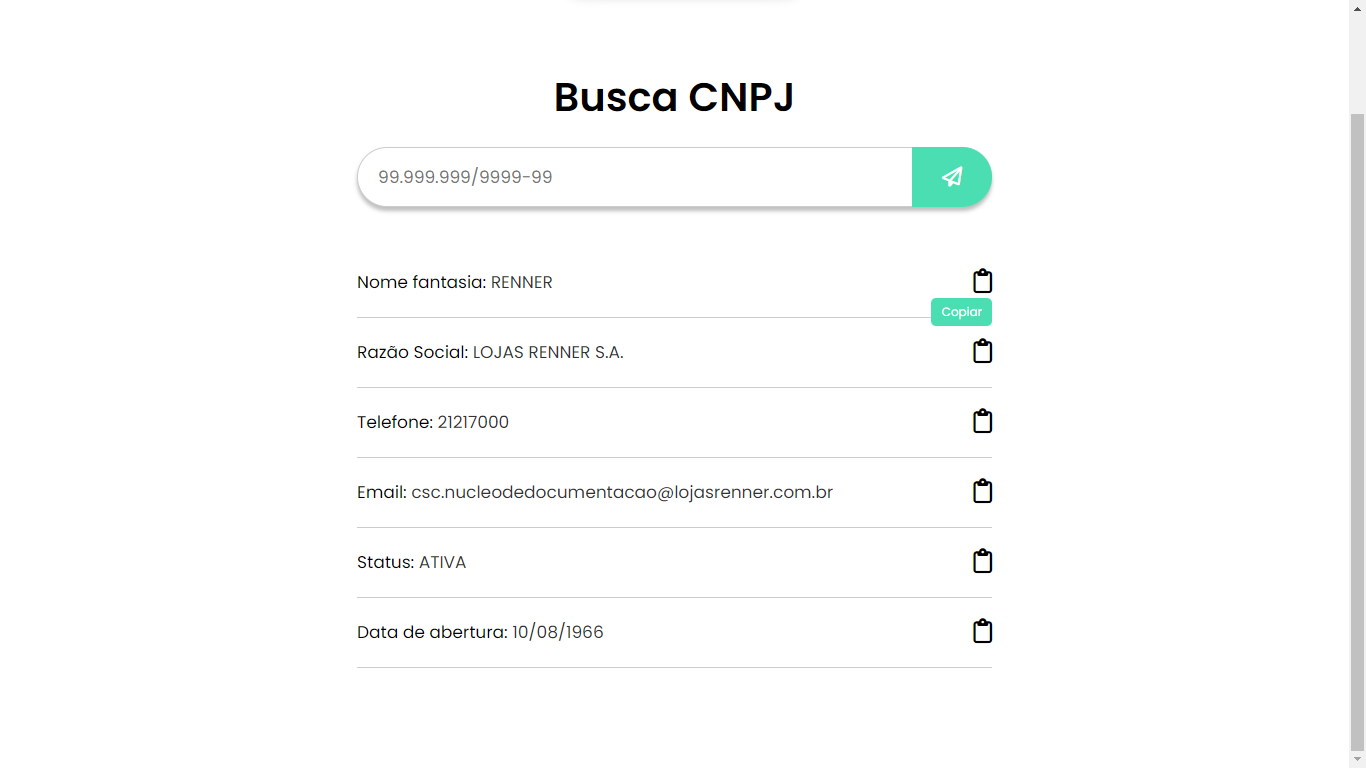 Busca CNPJ
99.999.999/9999-99
Nome fantasia: RENNER
Copiar
Razão Social: LOJAS RENNER S.A.
Telefone: 21217000
Email: csc.nucleodedocumentacao@lojasrenner.com.br
Status: ATIVA
Data de abertura: 10/08/1966